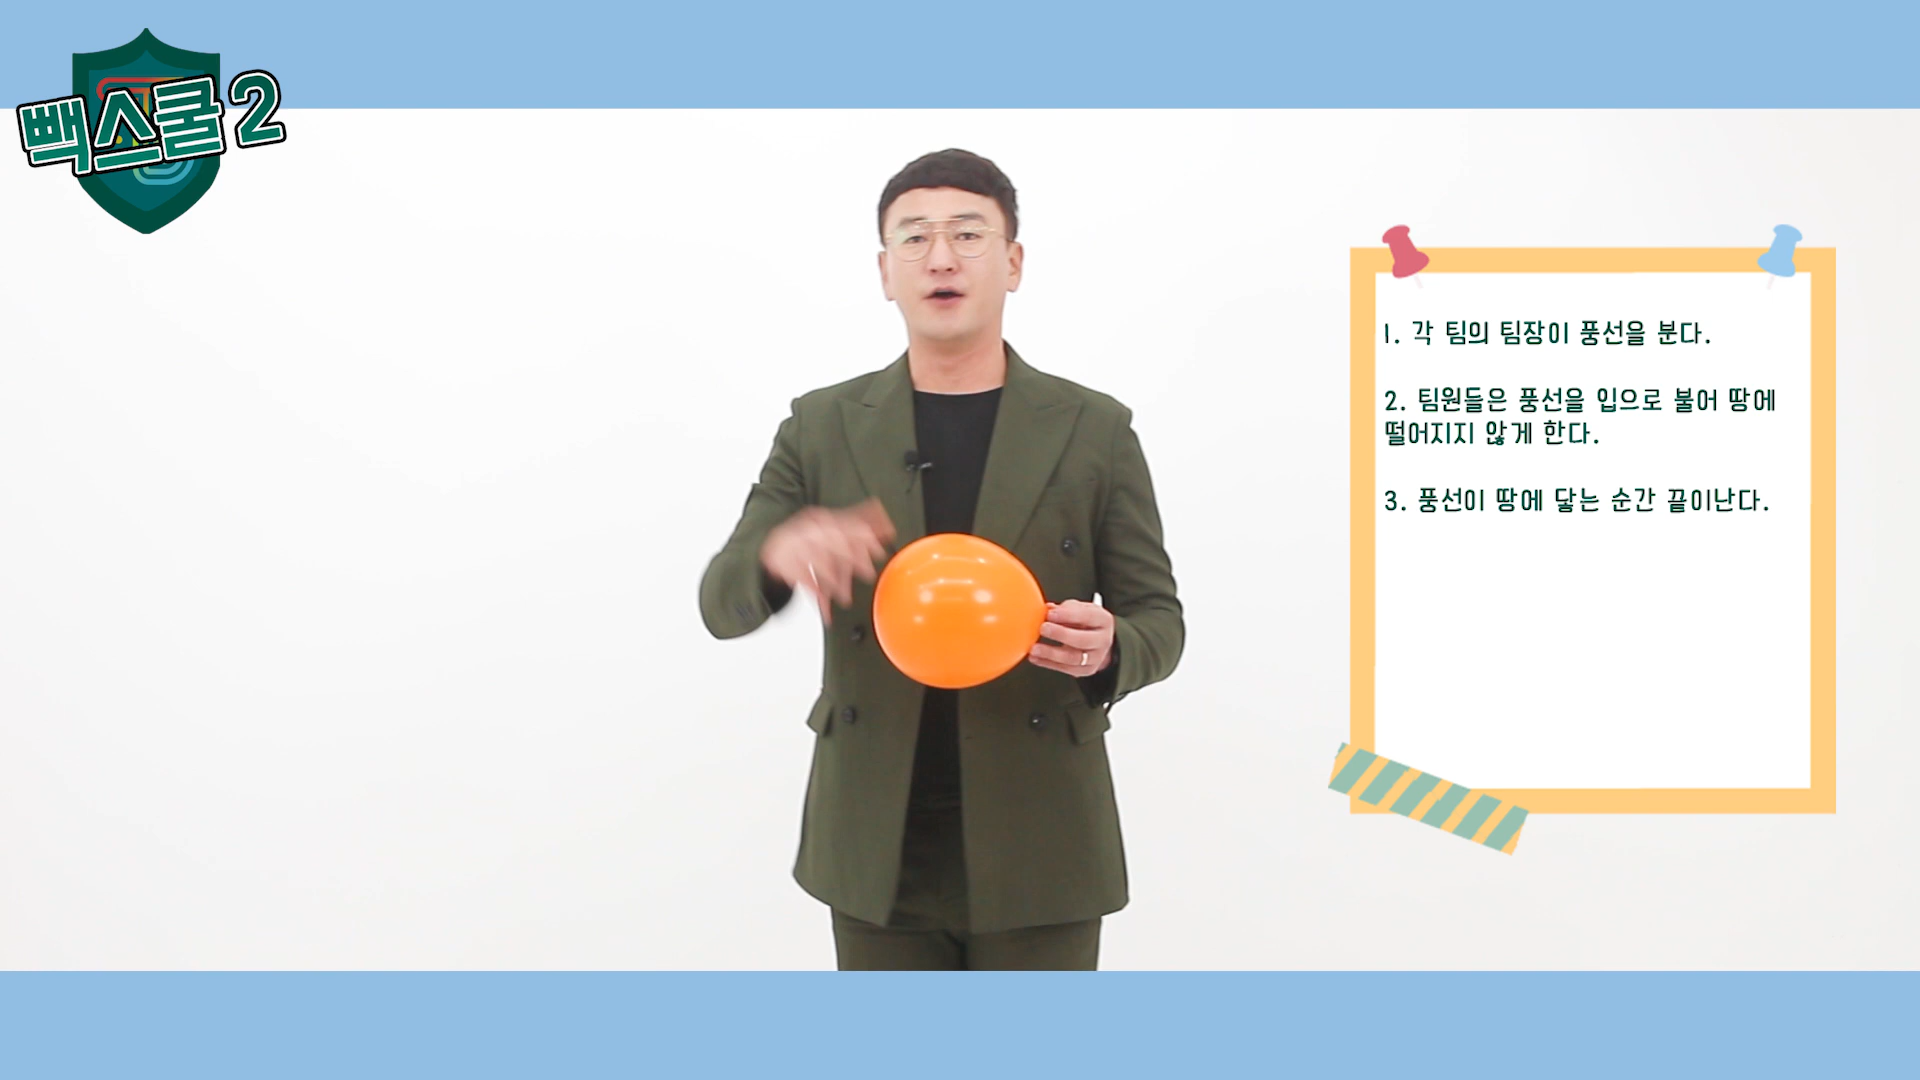 빽스쿨2
1. 각 팀의 팀장이 풍선을 분다.
2. 팀원들은 풍선을 입으로 불어 땅에
떨어지지 않게 한다.
3. 풍선이 땅에 닿는 순간 끝이난다.